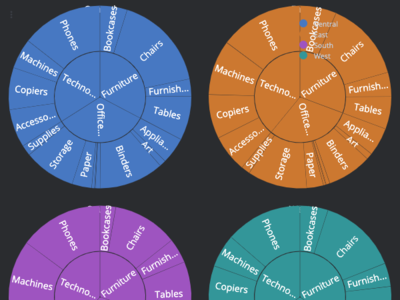 Phones
Bookcases
Chairs
Furnish...
Tables
Applia...
Art
Binders
Paper
Storage
Supplies
Accesso...
Copiers
Machines
Techno...
Furniture
Office...
Phones
Bookcases
Chairs
Furnish...
Tables
Applia...
Art
Binders
Paper
Storage
Supplies
Accesso...
Copiers
Machines
Techno...
Furniture
Office...
Central
East
South
West
Phones
Bookcases
Chairs
Furnish...
Tables
Machines
Techno...
Furniture
Phones
Bookcases
Chairs
Furnish...
Copiers
Machines
Techno...
Furniture